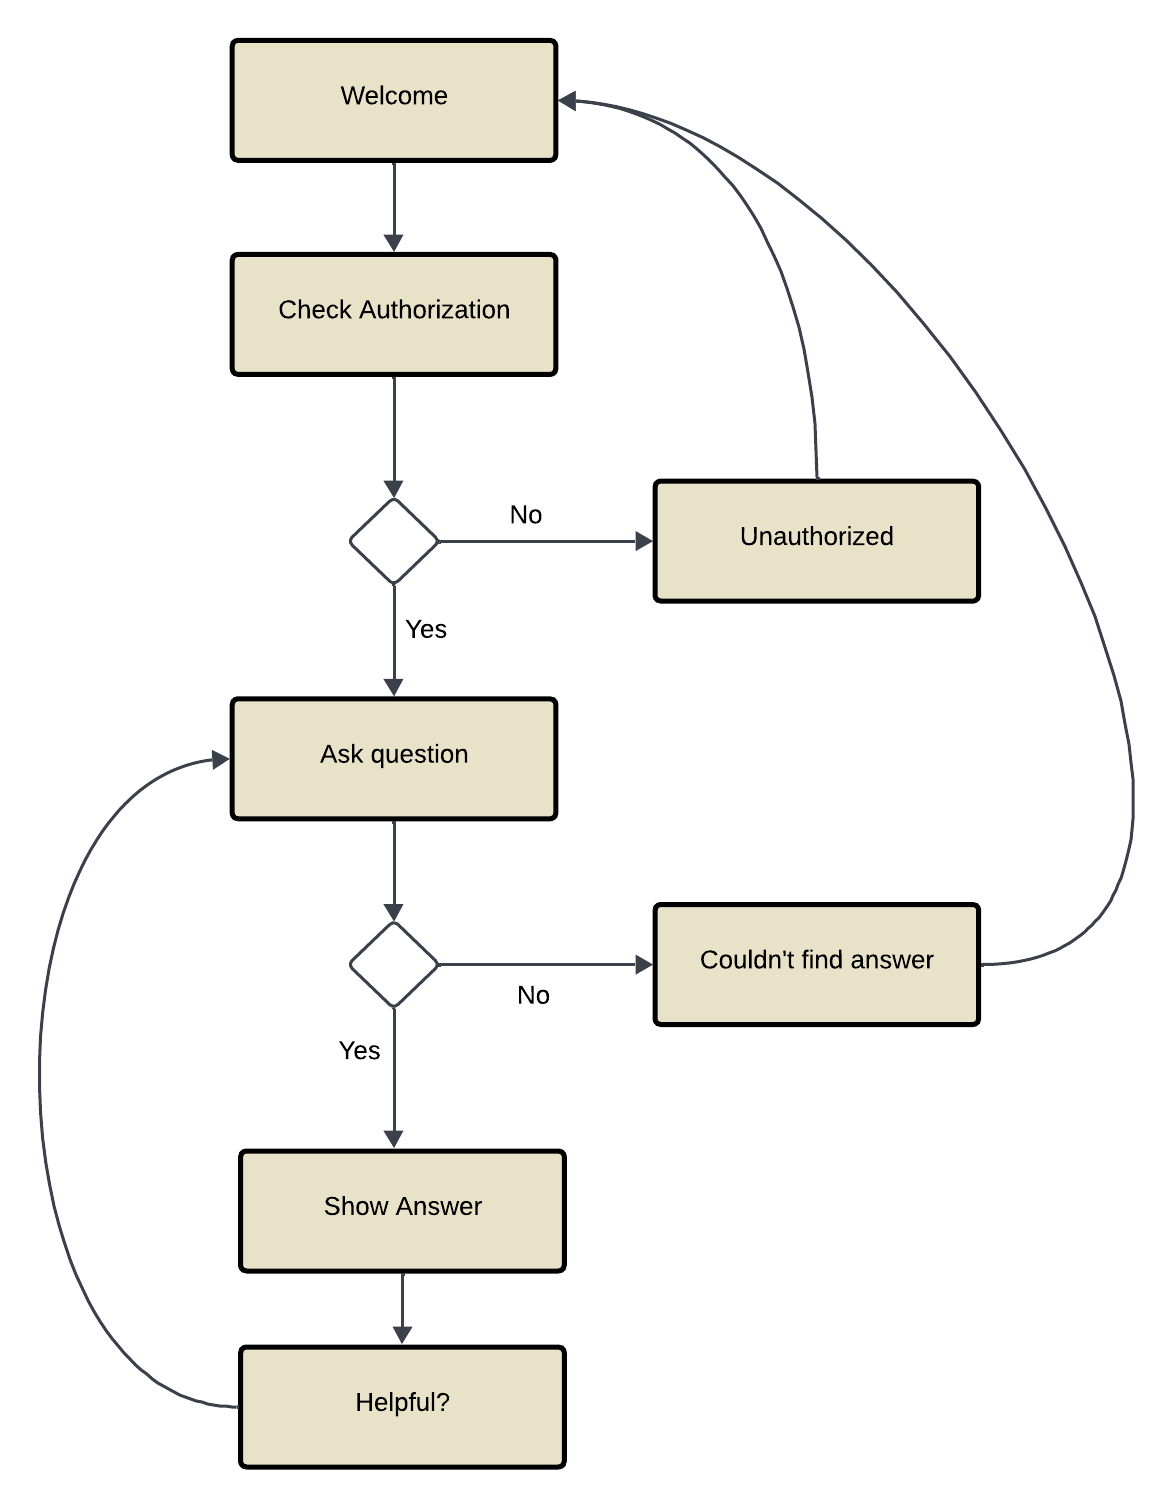 Welcome
Check Authorization
No
Unauthorized
Yes
Ask question
Couldn't find answer
No
Yes
Show Answer
Helpful?